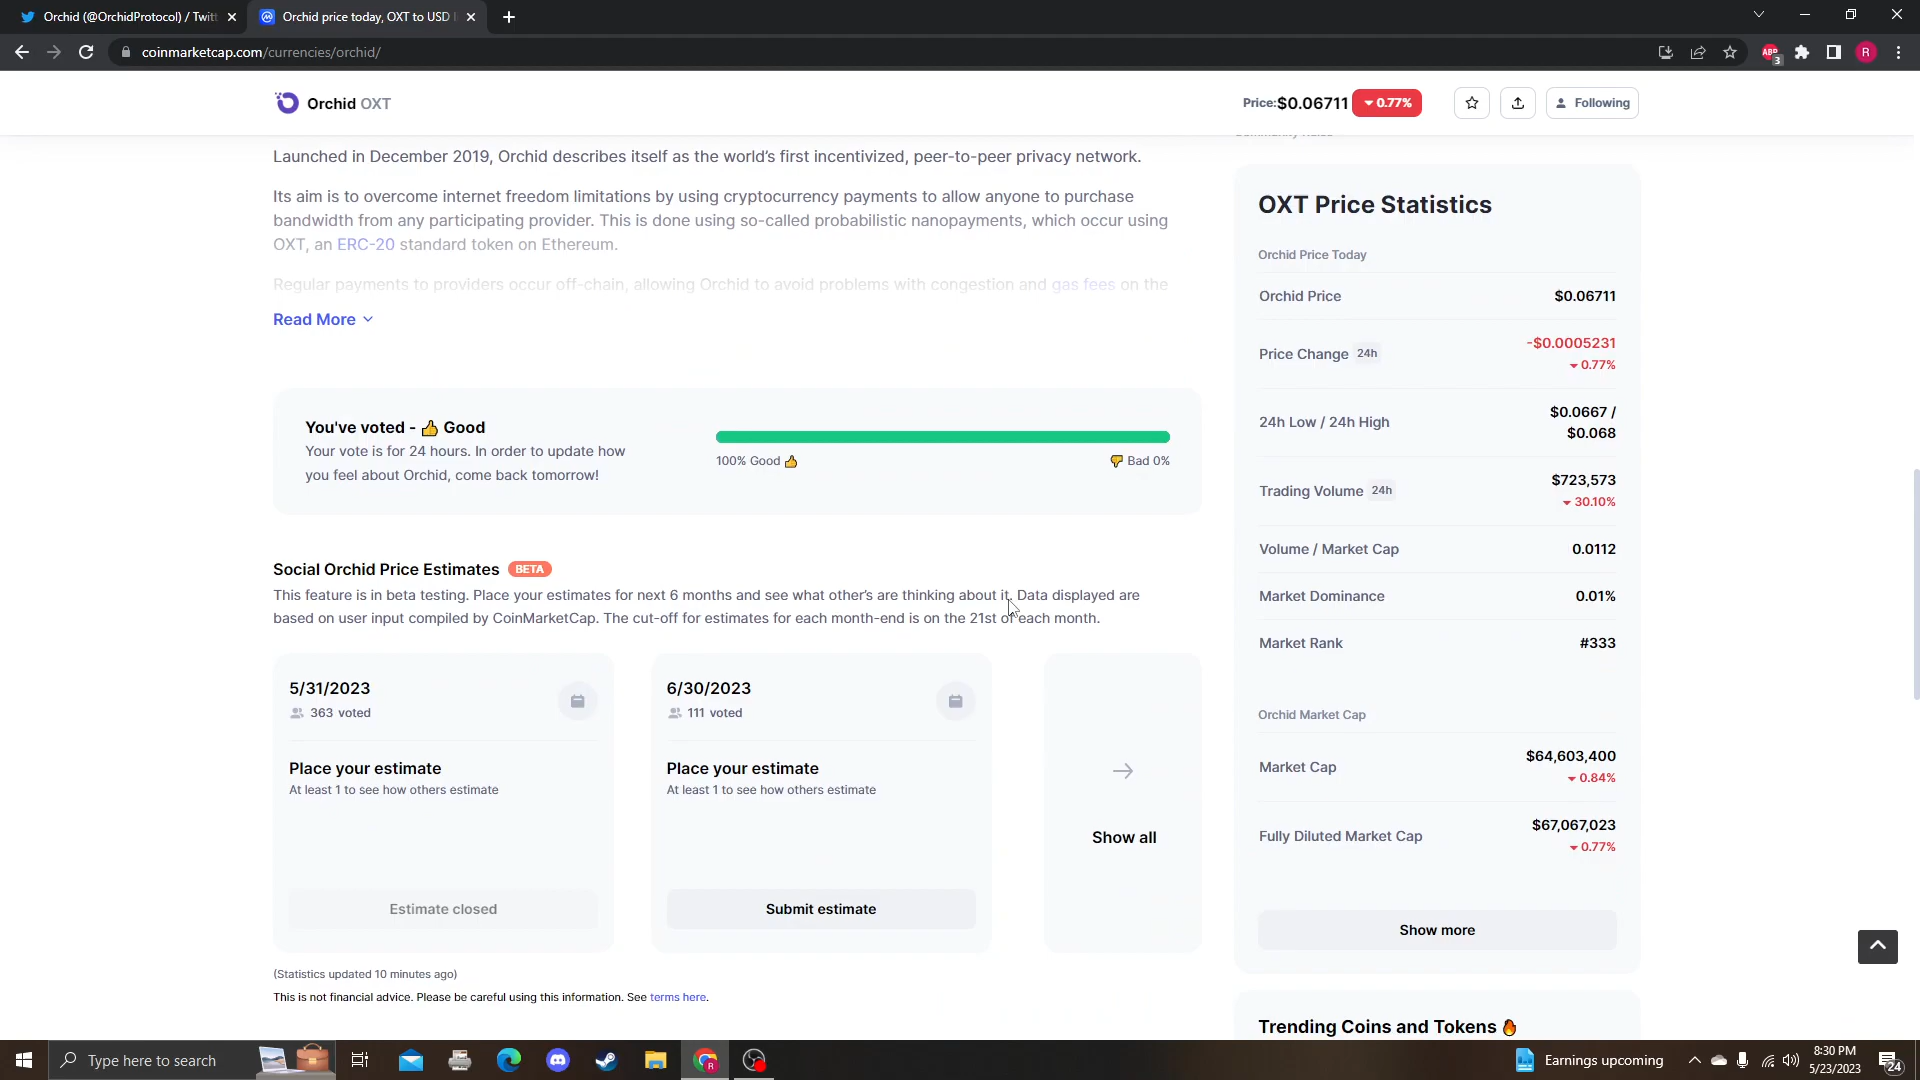 Orchid (@OrchidProtocol) / Twitt
Orchid price today, OXT to USD l
coinmarketcap.com/currencies/orchid/
ABP
3
R
Orchid OXT
Price:$0.06711
0.77%
Following
Launched in December 2019, Orchid describes itself as the world's first incentivized, peer-to-peer privacy network.
Its aim is to overcome internet freedom limitations by using cryptocurrency payments to allow anyone to purchase
bandwidth from any participating provider. This is done using so-called probabilistic nanopayments, which occur using
OXT, an ERC-20 standard token on Ethereum.
Regular payments to providers occur off-chain, allowing Orchid to avoid problems with congestion and gas fees on the
Read More
You've voted - 👍 Good
Your vote is for 24 hours. In order to update how
you feel about Orchid, come back tomorrow!
100% Good 👍
👎 Bad 0%
Social Orchid Price Estimates BETA
This feature is in beta testing. Place your estimates for next 6 months and see what other's are thinking about it. Data displayed are
based on user input compiled by CoinMarketCap. The cut-off for estimates for each month-end is on the 21st of each month.
5/31/2023
363 voted
Place your estimate
At least 1 to see how others estimate
Estimate closed
6/30/2023
111 voted
Place your estimate
At least 1 to see how others estimate
Submit estimate
Show all
(Statistics updated 10 minutes ago)
This is not financial advice. Please be careful using this information. See terms here.
OXT Price Statistics
Orchid Price Today
Orchid Price $0.06711
Price Change 24h -$0.0005231
0.77%
24h Low / 24h High $0.0667 /
$0.068
Trading Volume 24h $723,573
30.10%
Volume / Market Cap 0.0112
Market Dominance 0.01%
Market Rank #333
Orchid Market Cap
Market Cap $64,603,400
0.84%
Fully Diluted Market Cap $67,067,023
0.77%
Show more
Trending Coins and Tokens 🔥
Type here to search
R
Earnings upcoming
8:30 PM
5/23/2023
24